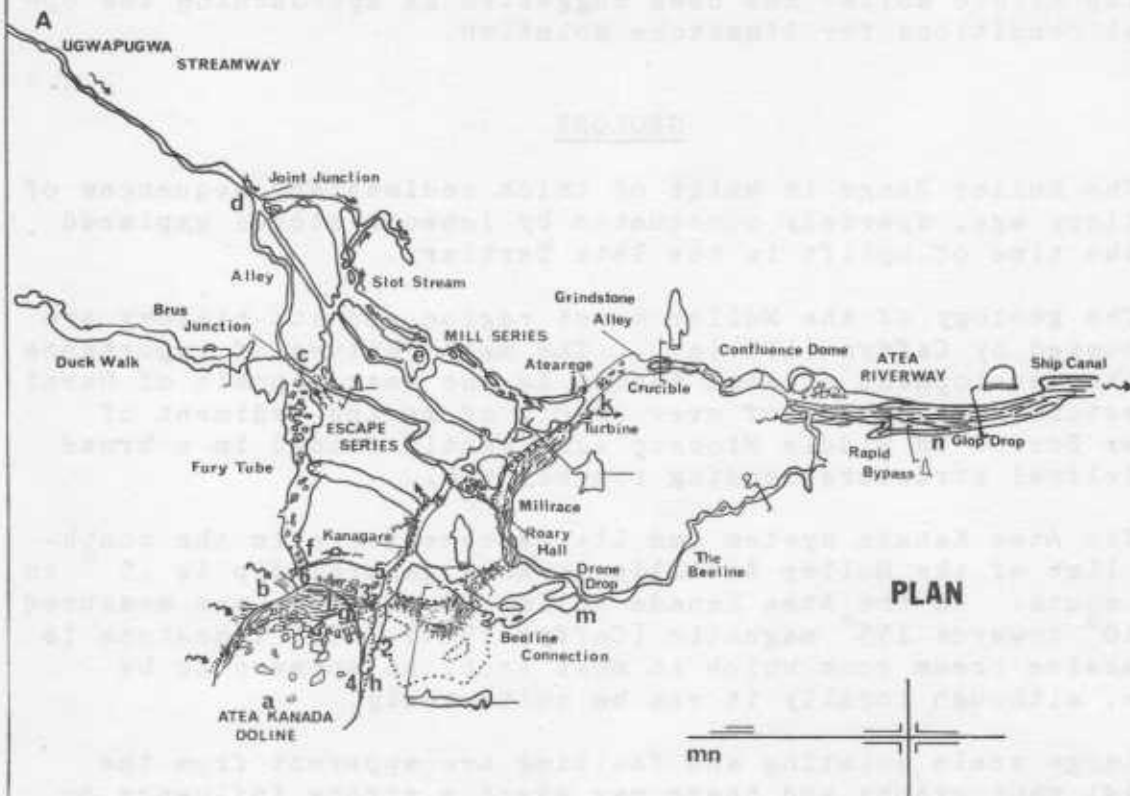 A
UGWAPUGWA
STREAMWAY
Joint Junction
d
Alley
Slot Stream
Brus
Junction
Duck Walk
c
MILL SERIES
e
Grindstone
Alley
Confluence Dome
ATEA
RIVERWAY
Ship Canal
Atearege
Crucible
k
Turbine
ESCAPE
SERIES
Fury Tube
n
Glop Drop
Rapid
Bypass
Millrace
Roary
Hall
Kanagare
f
5
b
g
Drone
Drop
m
The
Beeline
PLAN
Beeline
Connection
4
h
a
ATEA KANADA
DOLINE
mn